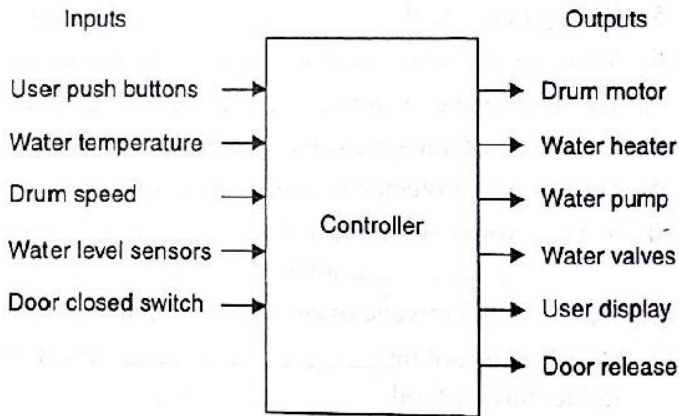 Inputs
Outputs
User push buttons
Water temperature
Drum speed
Water level sensors
Door closed switch
Controller
Drum motor
Water heater
Water pump
Water valves
User display
Door release